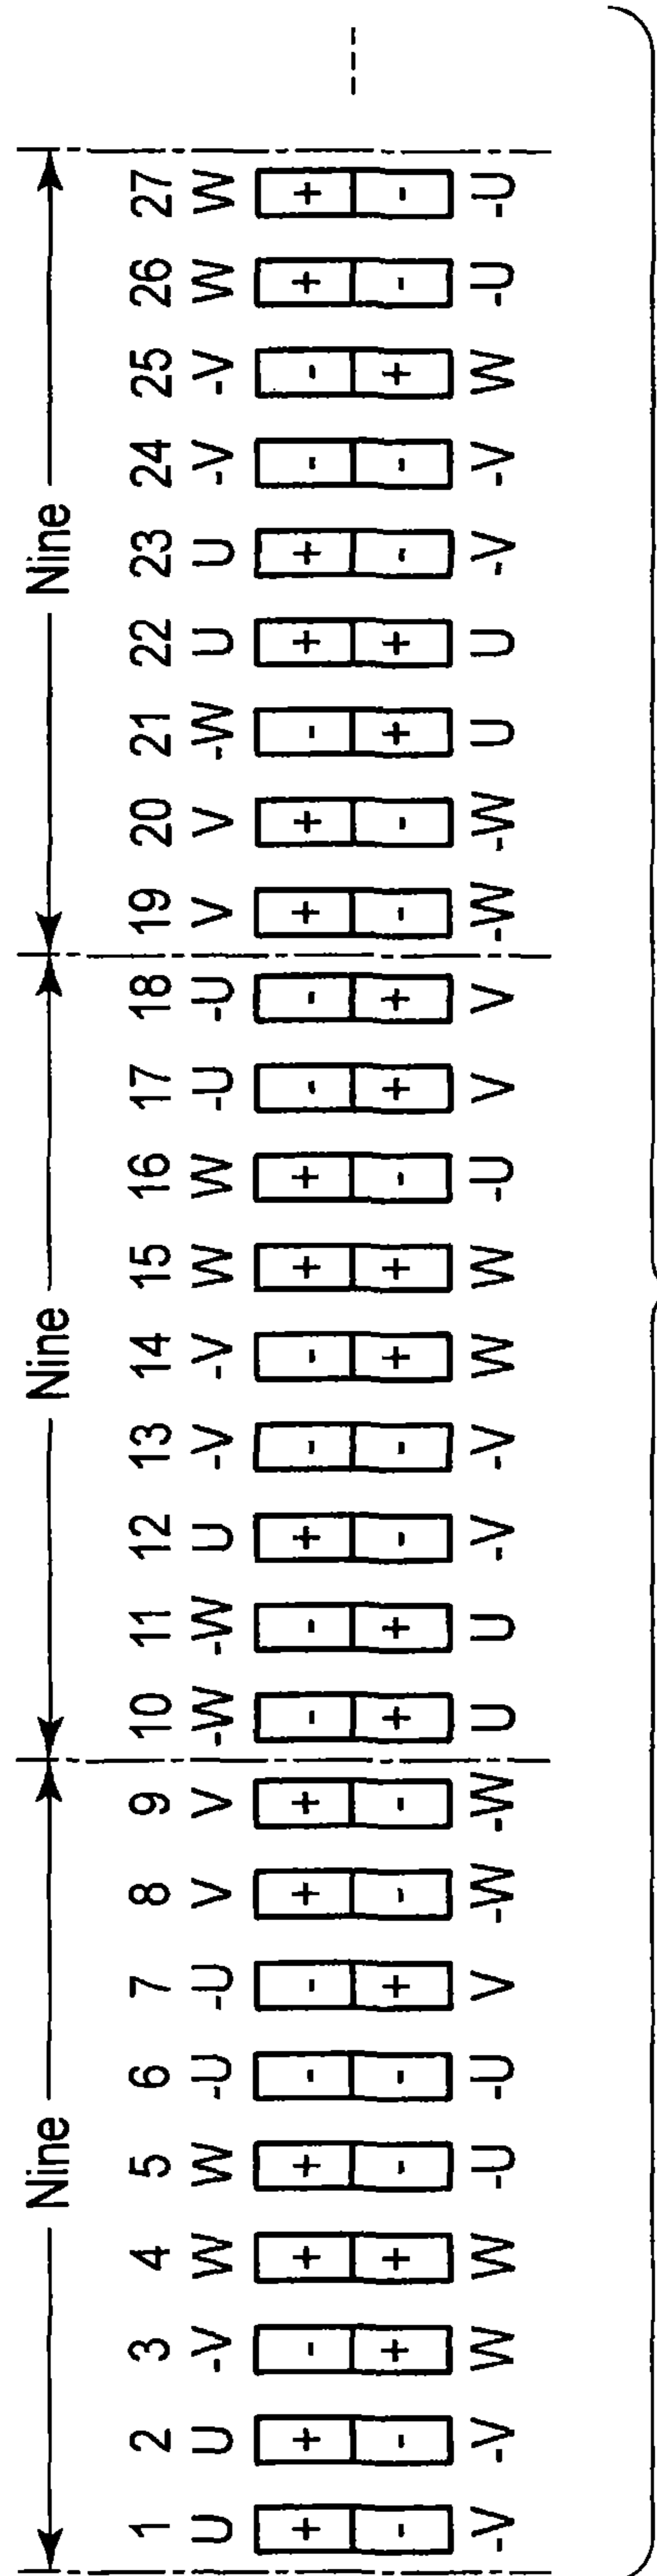 Nine Nine Nine
1 2 3 4 5 6 7 8 9 10 11 12 13 14 15 16 17 18 19 20 21 22 23 24 25 26 27
U U -V W W -U -U V V -W -W U -V -V W W -U -U V V -W U U -V -V W W
+ + - + + - - + + - - + - - + + - - + + - + + - - + +
- - + + - - + - - + + - - + + - + + - - + + - - + - -
-V -V W W -U -U V -W -W U U -V -V W W -U V V -W -W U U -V -V W -U -U